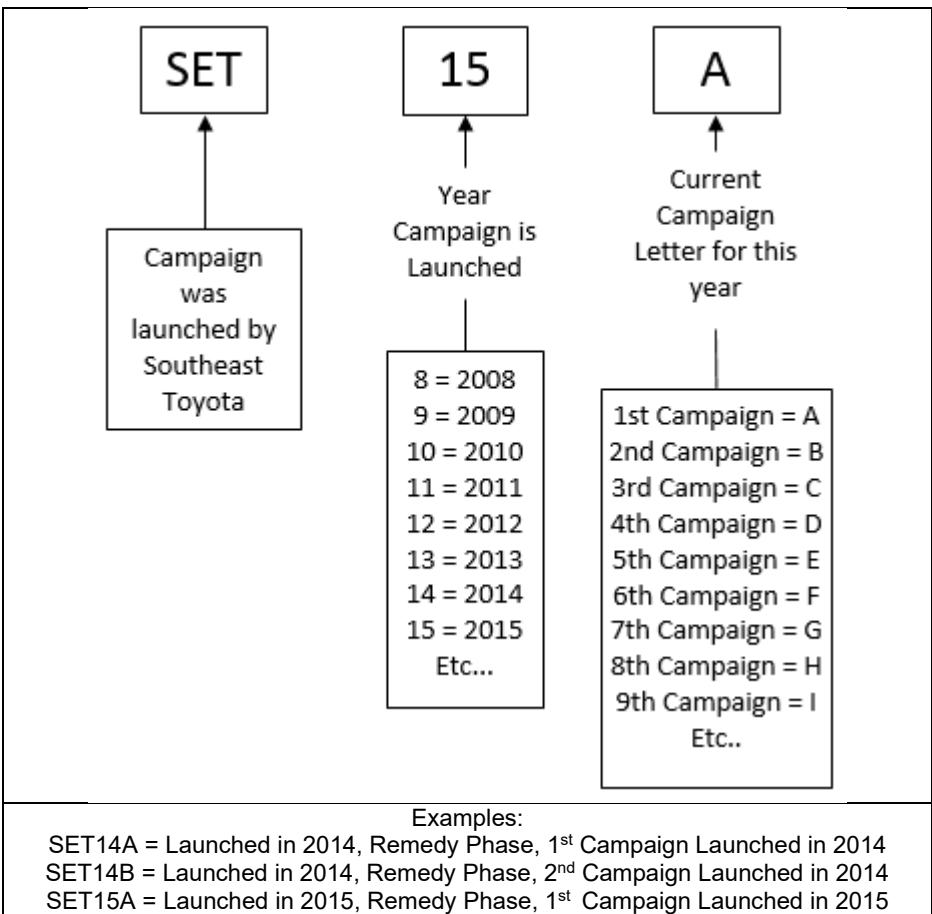 SET
15
A
Campaign
was
launched by
Southeast
Toyota
Year
Campaign is
Launched
8 = 2008
9 = 2009
10 = 2010
11 = 2011
12 = 2012
13 = 2013
14 = 2014
15 = 2015
Etc...
Current
Campaign
Letter for this
year
1st Campaign = A
2nd Campaign = B
3rd Campaign = C
4th Campaign = D
5th Campaign = E
6th Campaign = F
7th Campaign = G
8th Campaign = H
9th Campaign = I
Etc..
Examples:
SET14A = Launched in 2014, Remedy Phase, 1st Campaign Launched in 2014
SET14B = Launched in 2014, Remedy Phase, 2nd Campaign Launched in 2014
SET15A = Launched in 2015, Remedy Phase, 1st Campaign Launched in 2015